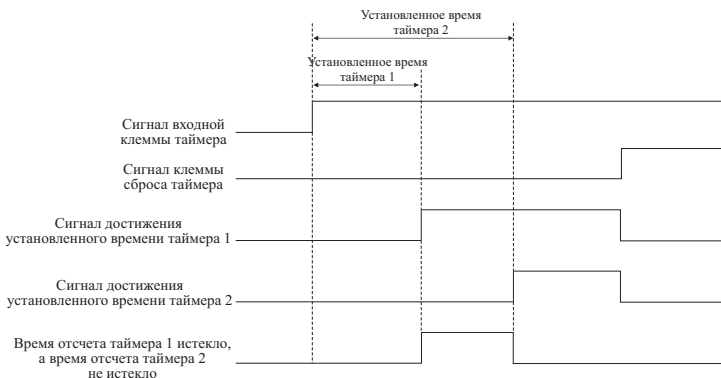 Установленное время
таймера 2
Установленное время
таймера 1
Сигнал входной
клеммы таймера
Сигнал клеммы
сброса таймера
Сигнал достижения
установленного времени таймера 1
Сигнал достижения
установленного времени таймера 2
Время отсчета таймера 1 истекло,
а время отсчета таймера 2
не истекло